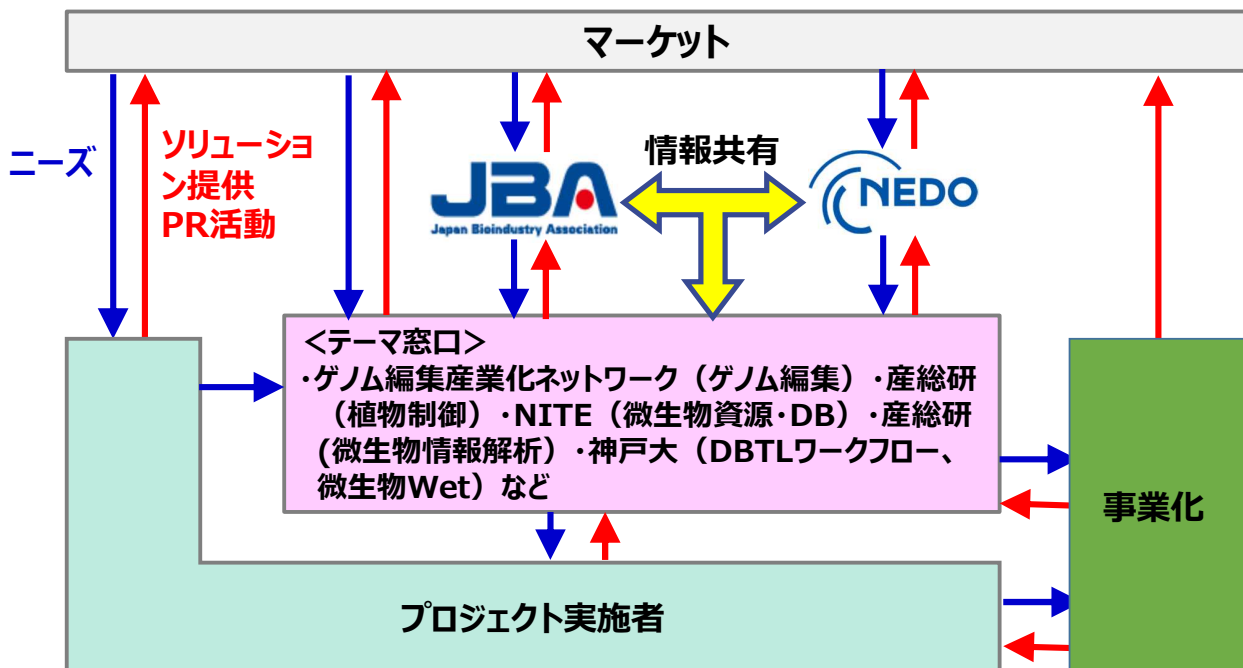 マーケット
ニーズ
ソリューショ
ン提供
PR活動
情報共有
JBA
Japan Bioindustry Association
NEDO
＜テーマ窓口＞
・ゲノム編集産業化ネットワーク（ゲノム編集）・産総研
（植物制御）・NITE（微生物資源・DB）・産総研
(微生物情報解析）・神戸大（DBTLワークフロー、
微生物Wet）など
事業化
プロジェクト実施者